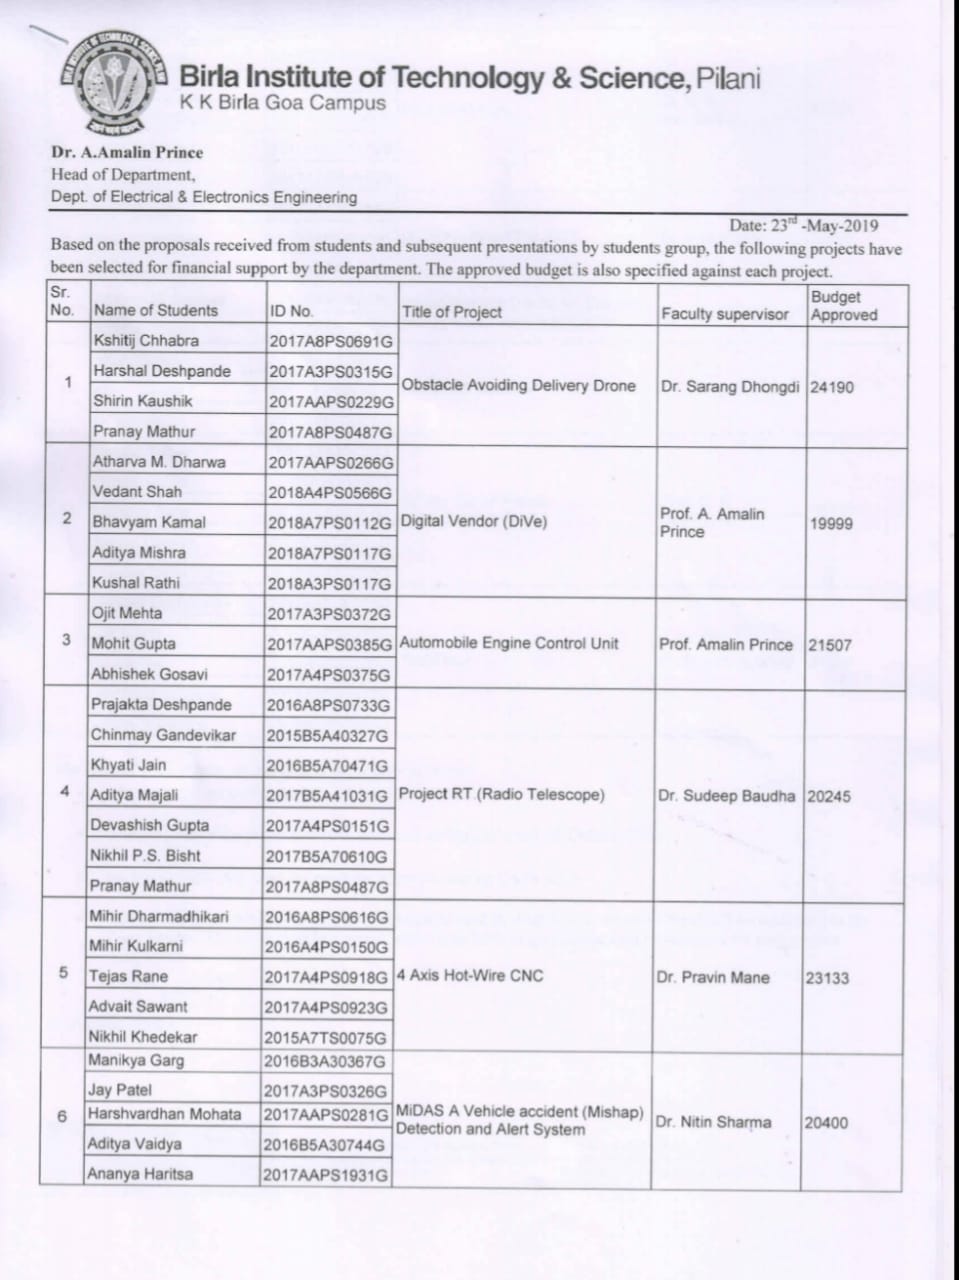 Birla Institute of Technology & Science, Pilani
K K Birla Goa Campus
Dr. A.Amalin Prince
Head of Department,
Dept. of Electrical & Electronics Engineering
Date: 23rd -May-2019
Based on the proposals received from students and subsequent presentations by students group, the following projects have
been selected for financial support by the department. The approved budget is also specified against each project.
Sr. No. Name of Students ID No. Title of Project Faculty supervisor Budget Approved
1 Obstacle Avoiding Delivery Drone Dr. Sarang Dhongdi 24190
Kshitij Chhabra 2017A8PS0691G
Harshal Deshpande 2017A3PS0315G
Shirin Kaushik 2017AAPS0229G
Pranay Mathur 2017A8PS0487G
2 Digital Vendor (DiVe) Prof. A. Amalin Prince 19999
Atharva M. Dharwa 2017AAPS0266G
Vedant Shah 2018A4PS0566G
Bhavyam Kamal 2018A7PS0112G
Aditya Mishra 2018A7PS0117G
Kushal Rathi 2018A3PS0117G
3 Automobile Engine Control Unit Prof. Amalin Prince 21507
Ojit Mehta 2017A3PS0372G
Mohit Gupta 2017AAPS0385G
Abhishek Gosavi 2017A4PS0375G
4 Project RT (Radio Telescope) Dr. Sudeep Baudha 20245
Prajakta Deshpande 2016A8PS0733G
Chinmay Gandevikar 2015B5A40327G
Khyati Jain 2016B5A70471G
Aditya Majali 2017B5A41031G
Devashish Gupta 2017A4PS0151G
Nikhil P.S. Bisht 2017B5A70610G
Pranay Mathur 2017A8PS0487G
5 4 Axis Hot-Wire CNC Dr. Pravin Mane 23133
Mihir Dharmadhikari 2016A8PS0616G
Mihir Kulkarni 2016A4PS0150G
Tejas Rane 2017A4PS0918G
Advait Sawant 2017A4PS0923G
Nikhil Khedekar 2015A7TS0075G
6 MiDAS A Vehicle accident (Mishap) Detection and Alert System Dr. Nitin Sharma 20400
Manikya Garg 2016B3A30367G
Jay Patel 2017A3PS0326G
Harshvardhan Mohata 2017AAPS0281G
Aditya Vaidya 2016B5A30744G
Ananya Haritsa 2017AAPS1931G